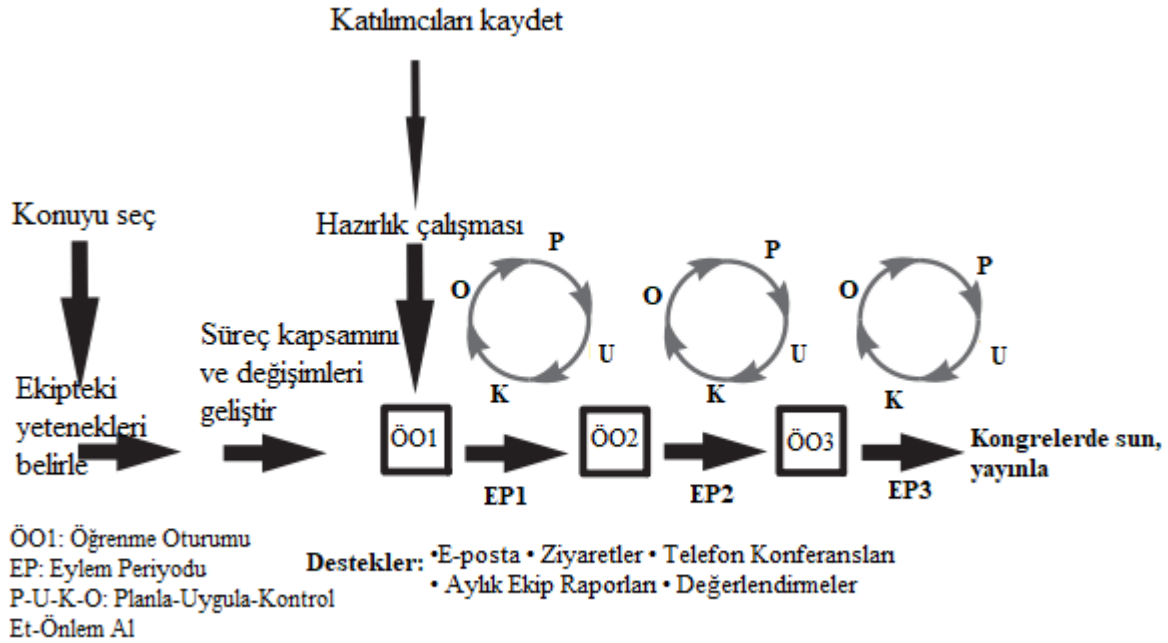 Katılımcıları kaydet
Konuyu seç
Hazırlık çalışması
P
O
U
K
P
O
U
K
P
O
U
K
Süreç kapsamını
ve değişimleri
geliştir
Ekipteki
yetenekleri
belirle
ÖO1
ÖO2
ÖO3
EP1
EP2
EP3
Kongrelerde sun,
yayınla
ÖO1: Öğrenme Oturumu
EP: Eylem Periyodu
P-U-K-O: Planla-Uygula-Kontrol
Et-Önlem Al
Destekler: •E-posta • Ziyaretler • Telefon Konferansları
• Aylık Ekip Raporları • Değerlendirmeler